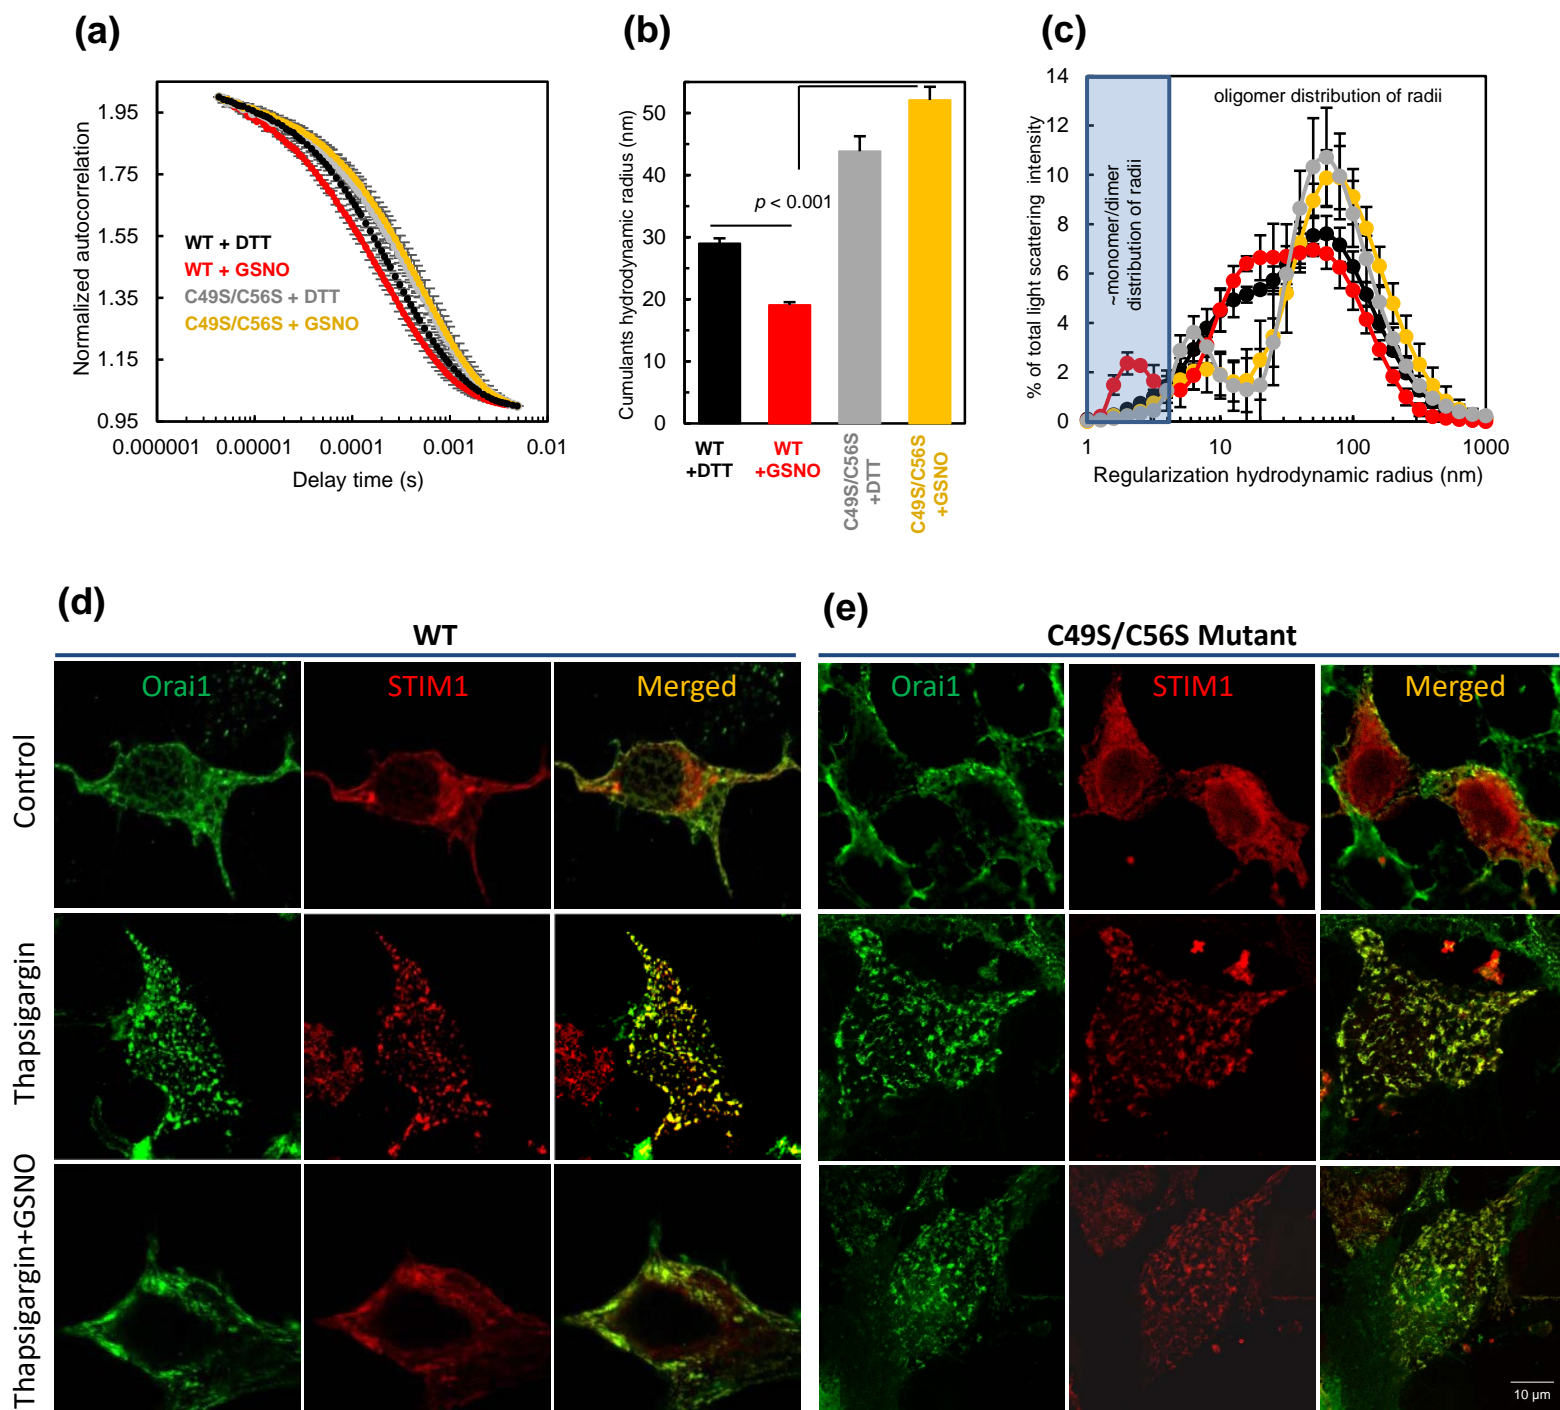 (a)
1.95
1.75
1.55
1.35
1.15
0.95
Normalized autocorrelation
WT + DTT
WT + GSNO
C49S/C56S + DTT
C49S/C56S + GSNO
0.000001 0.00001 0.0001 0.001 0.01
Delay time (s)
(b)
50
40
30
20
10
0
Cumulants hydrodynamic radius (nm)
p < 0.001
WT
+DTT
WT
+GSNO
C49S/C56S
+DTT
C49S/C56S
+GSNO
(c)
14
12
10
8
6
4
2
0
% of total light scattering intensity
~monomer/dimer
distribution of radii
oligomer distribution of radii
1 10 100 1000
Regularization hydrodynamic radius (nm)
(d)
WT
Orai1 STIM1 Merged
Control
Thapsigargin
Thapsigargin+GSNO
(e)
C49S/C56S Mutant
Orai1 STIM1 Merged
10 µm